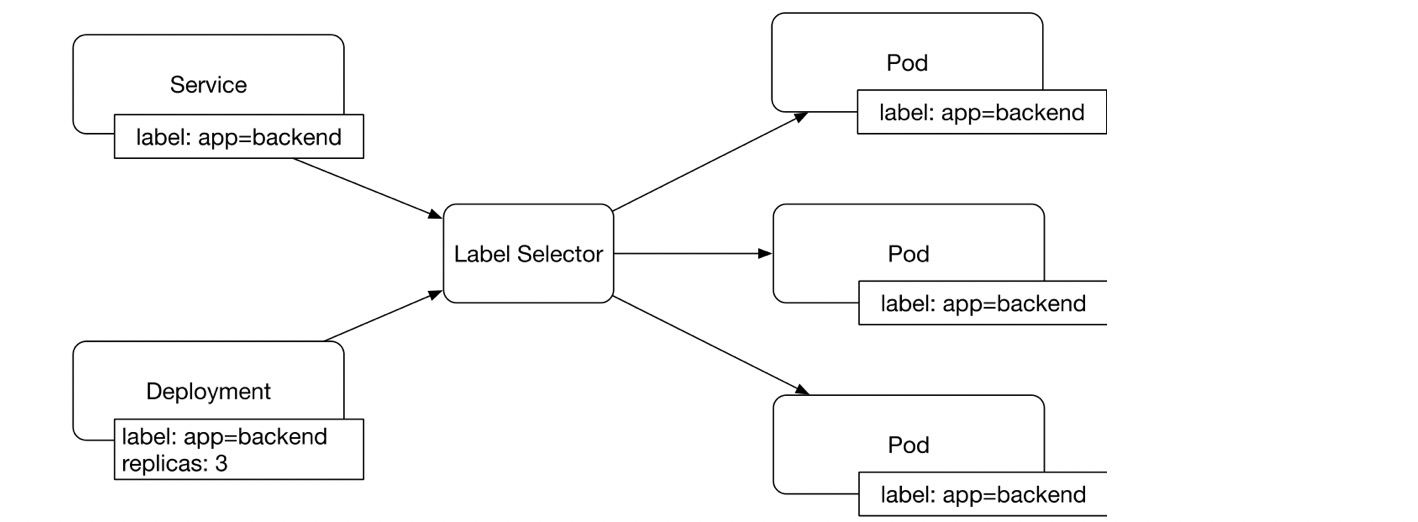 Service
label: app=backend
Deployment
label: app=backend
replicas: 3
Label Selector
Pod
label: app=backend
Pod
label: app=backend
Pod
label: app=backend